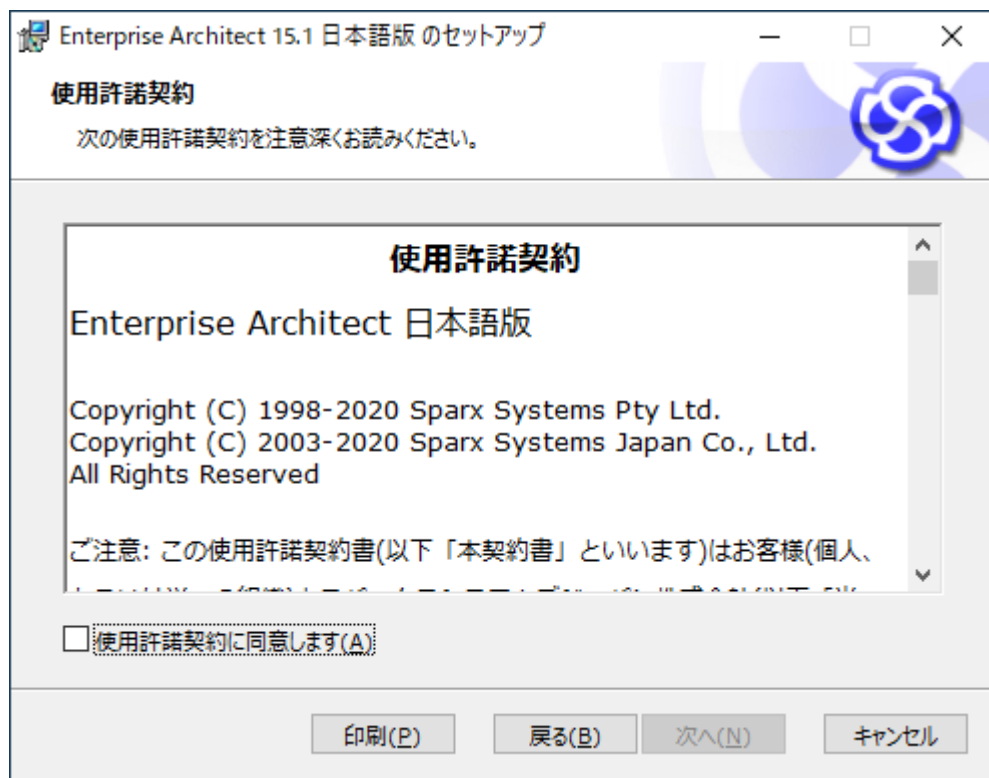 Enterprise Architect 15.1 日本語版 のセットアップ
使用許諾契約
次の使用許諾契約を注意深くお読みください。
使用許諾契約
Enterprise Architect 日本語版
Copyright (C) 1998-2020 Sparx Systems Pty Ltd.
Copyright (C) 2003-2020 Sparx Systems Japan Co., Ltd.
All Rights Reserved
ご注意: この使用許諾契約書(以下「本契約書」といいます)はお客様(個人、
使用許諾契約に同意します(A)
印刷(P) 戻る(B) 次へ(N) キャンセル